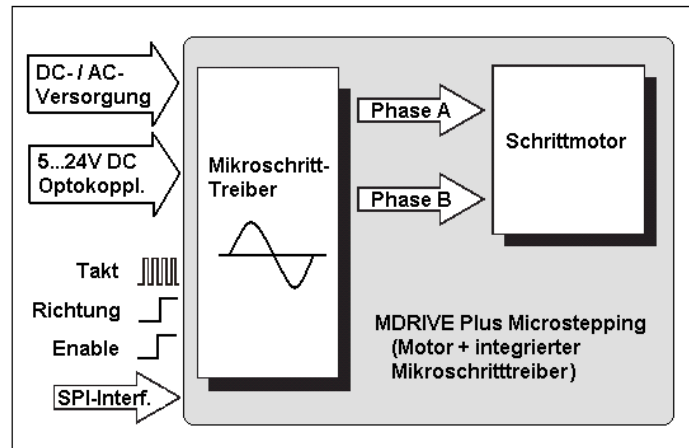 DC- / AC-
Versorgung
5...24V DC
Optokoppl.
Takt
Richtung
Enable
SPI-Interf.
Mikroschritt-
Treiber
Phase A
Phase B
Schrittmotor
MDRIVE Plus Microstepping
(Motor + integrierter
Mikroschritttreiber)